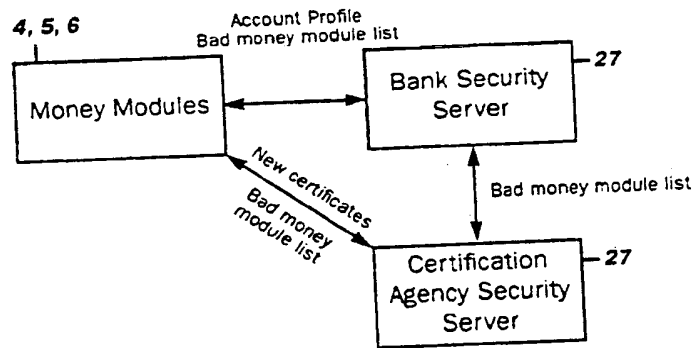 4, 5, 6
Account Profile
Bad money module list
Money Modules
Bank Security
Server
27
New certificates
Bad money
module list
Bad money module list
Certification
Agency Security
Server
27